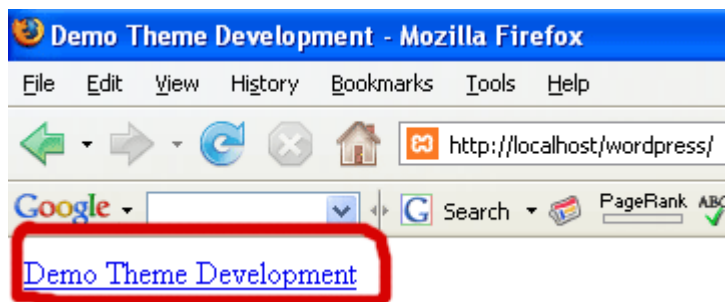 Demo Theme Development - Mozilla Firefox
File Edit View History Bookmarks Tools Help
http://localhost/wordpress/
Google G Search PageRank ABC
Demo Theme Development